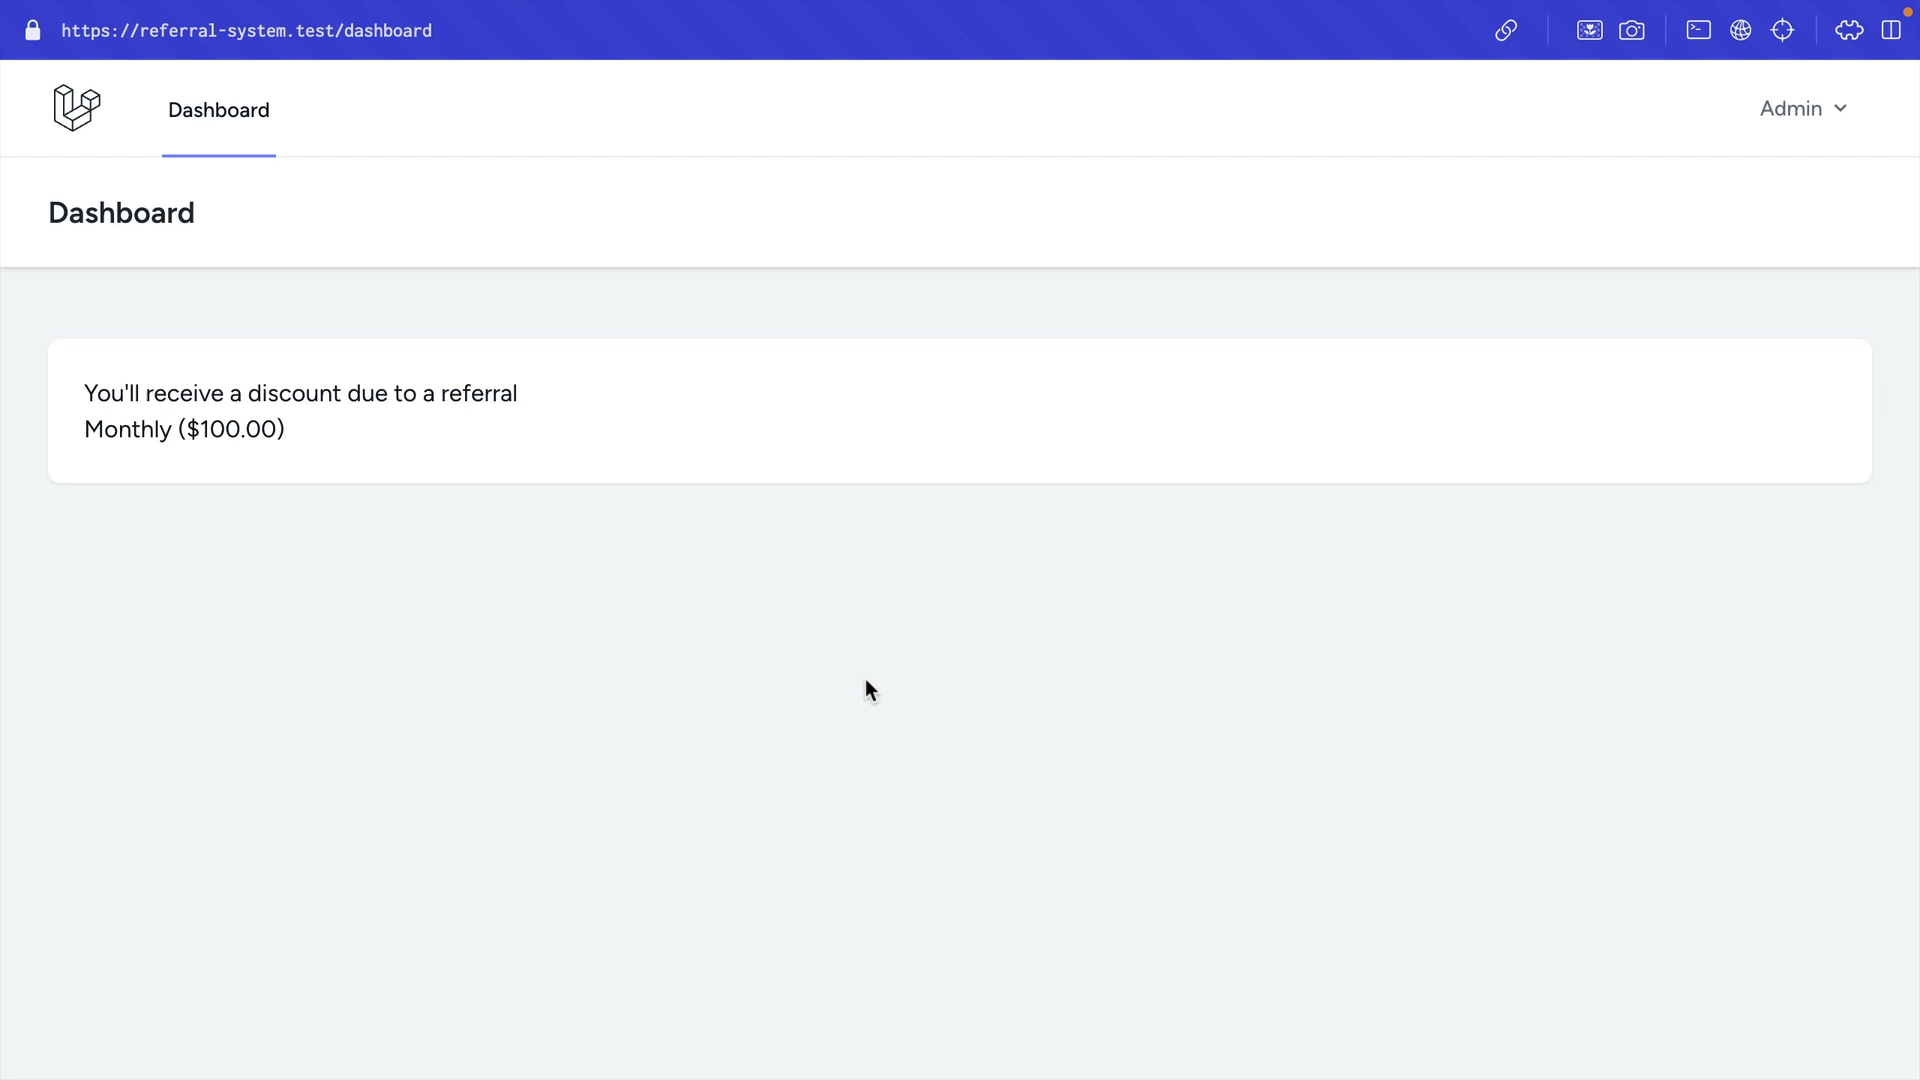 https://referral-system.test/dashboard
Dashboard
Admin
Dashboard
You'll receive a discount due to a referral
Monthly ($100.00)